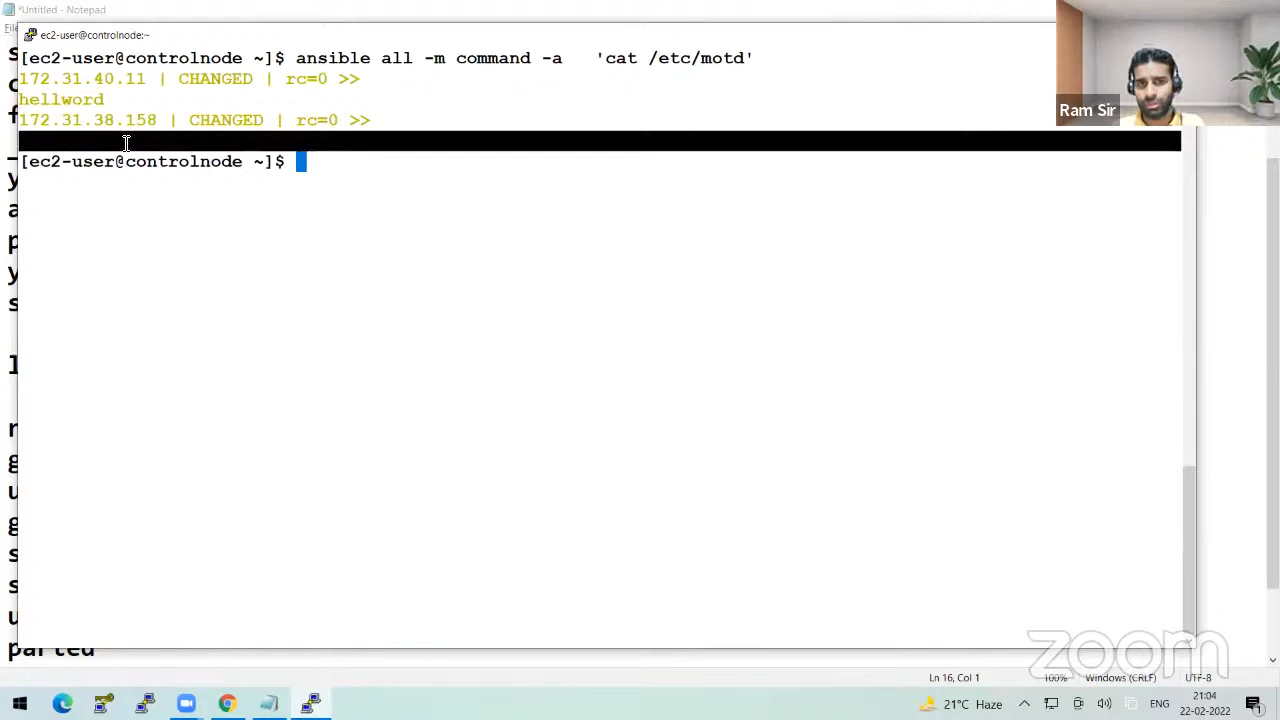 *Untitled - Notepad
ec2-user@controlnode:~
[ec2-user@controlnode ~]$ ansible all -m command -a   'cat /etc/motd'
172.31.40.11 | CHANGED | rc=0 >>
hellword
172.31.38.158 | CHANGED | rc=0 >>
[ec2-user@controlnode ~]$
Ram Sir
parted
zoom
Ln 16, Col 1
100%
Windows (CRLF)
UTF-8
21°C Haze
ENG
21:04
22-02-2022
1